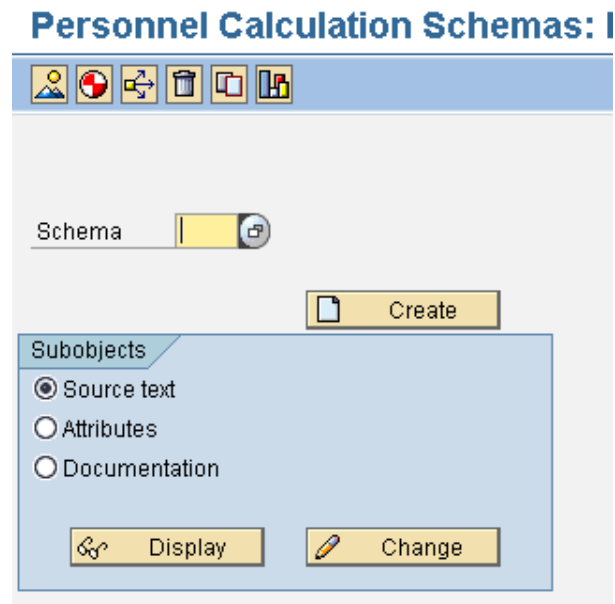 Personnel Calculation Schemas:
Schema
Create
Subobjects
Source text
Attributes
Documentation
Display Change